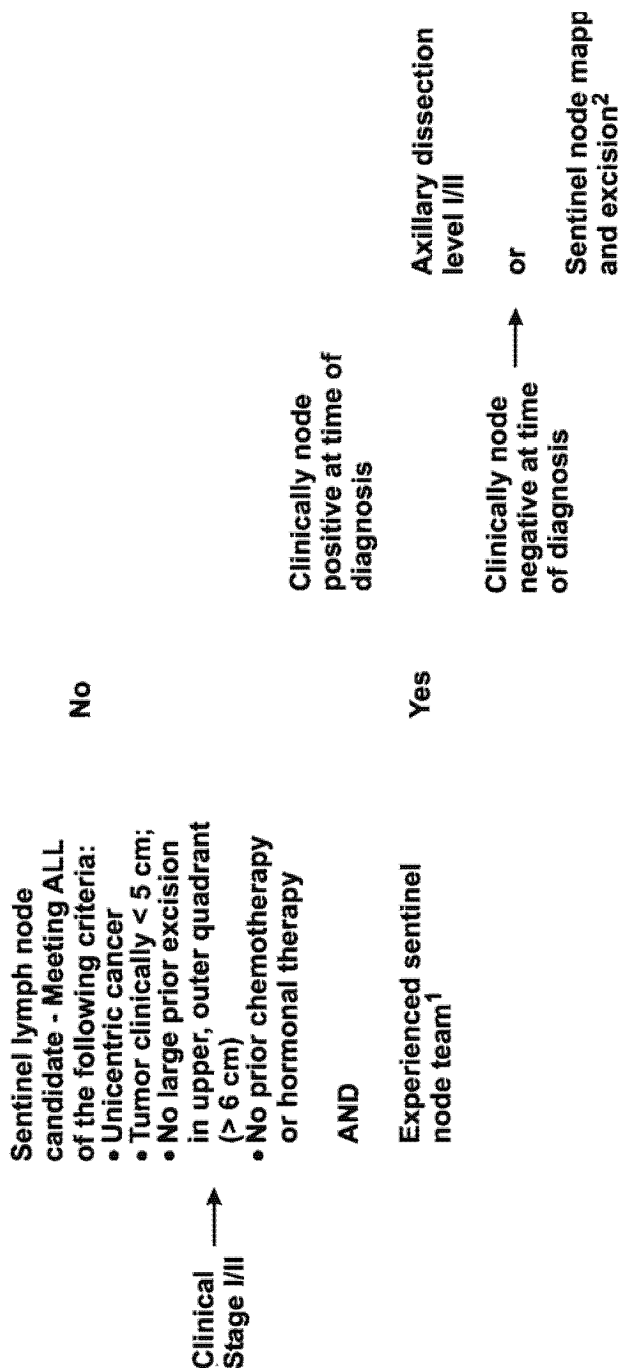 Clinical
Stage I/II
Sentinel lymph node
candidate - Meeting ALL
of the following criteria:
• Unicentric cancer
• Tumor clinically < 5 cm;
• No large prior excision
in upper, outer quadrant
(> 6 cm)
• No prior chemotherapy
or hormonal therapy
AND
Experienced sentinel
node team1
No
Yes
Clinically node
positive at time of
diagnosis
Clinically node
negative at time
of diagnosis
Axillary dissection
level I/II
or
Sentinel node mapp
and excision2